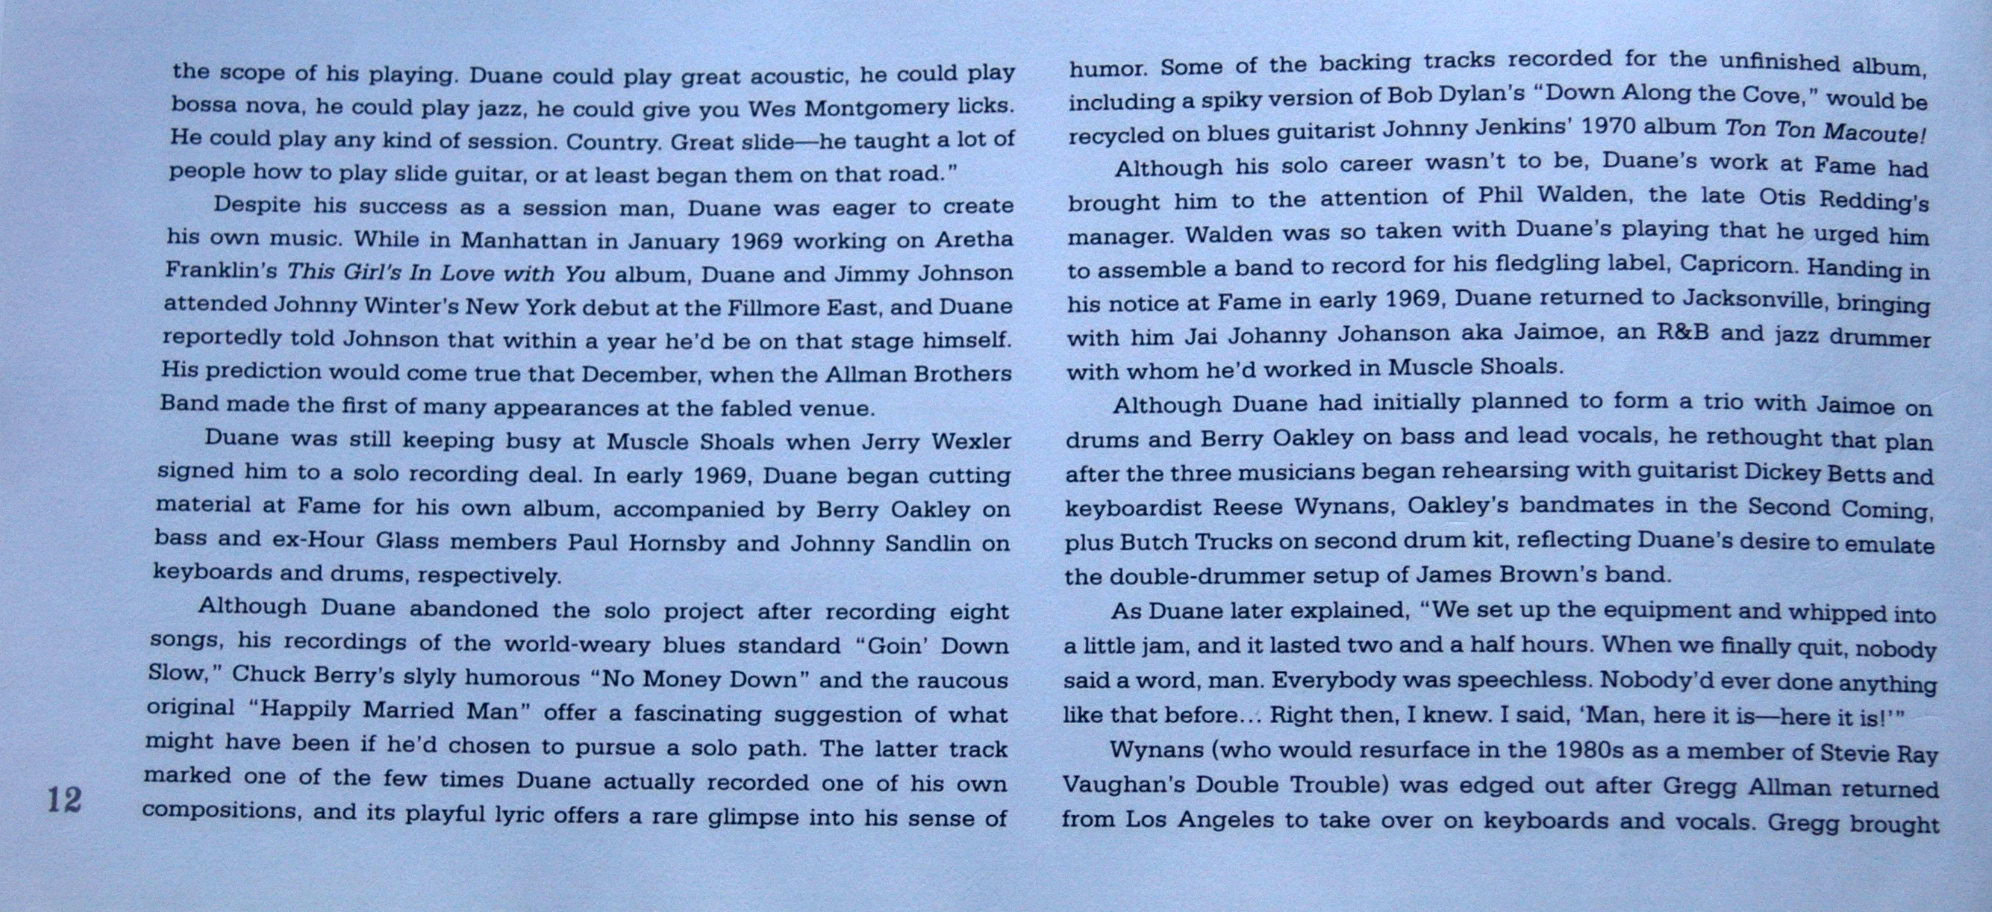 the scope of his playing. Duane could play great acoustic, he could play
bossa nova, he could play jazz, he could give you Wes Montgomery licks.
He could play any kind of session. Country. Great slide—he taught a lot of
people how to play slide guitar, or at least began them on that road."
Despite his success as a session man, Duane was eager to create
his own music. While in Manhattan in January 1969 working on Aretha
Franklin's This Girl's In Love with You album, Duane and Jimmy Johnson
attended Johnny Winter's New York debut at the Fillmore East, and Duane
reportedly told Johnson that within a year he'd be on that stage himself.
His prediction would come true that December, when the Allman Brothers
Band made the first of many appearances at the fabled venue.
Duane was still keeping busy at Muscle Shoals when Jerry Wexler
signed him to a solo recording deal. In early 1969, Duane began cutting
material at Fame for his own album, accompanied by Berry Oakley on
bass and ex-Hour Glass members Paul Hornsby and Johnny Sandlin on
keyboards and drums, respectively.
Although Duane abandoned the solo project after recording eight
songs, his recordings of the world-weary blues standard "Goin' Down
Slow," Chuck Berry's slyly humorous "No Money Down" and the raucous
original "Happily Married Man" offer a fascinating suggestion of what
might have been if he'd chosen to pursue a solo path. The latter track
marked one of the few times Duane actually recorded one of his own
compositions, and its playful lyric offers a rare glimpse into his sense of
12
humor. Some of the backing tracks recorded for the unfinished album,
including a spiky version of Bob Dylan's "Down Along the Cove," would be
recycled on blues guitarist Johnny Jenkins' 1970 album Ton Ton Macoute!
Although his solo career wasn't to be, Duane's work at Fame had
brought him to the attention of Phil Walden, the late Otis Redding's
manager. Walden was so taken with Duane's playing that he urged him
to assemble a band to record for his fledgling label, Capricorn. Handing in
his notice at Fame in early 1969, Duane returned to Jacksonville, bringing
with him Jai Johanny Johanson aka Jaimoe, an R&B and jazz drummer
with whom he'd worked in Muscle Shoals.
Although Duane had initially planned to form a trio with Jaimoe on
drums and Berry Oakley on bass and lead vocals, he rethought that plan
after the three musicians began rehearsing with guitarist Dickey Betts and
keyboardist Reese Wynans, Oakley's bandmates in the Second Coming,
plus Butch Trucks on second drum kit, reflecting Duane's desire to emulate
the double-drummer setup of James Brown's band.
As Duane later explained, "We set up the equipment and whipped into
a little jam, and it lasted two and a half hours. When we finally quit, nobody
said a word, man. Everybody was speechless. Nobody'd ever done anything
like that before... Right then, I knew. I said, 'Man, here it is—here it is!'"
Wynans (who would resurface in the 1980s as a member of Stevie Ray
Vaughan's Double Trouble) was edged out after Gregg Allman returned
from Los Angeles to take over on keyboards and vocals. Gregg brought